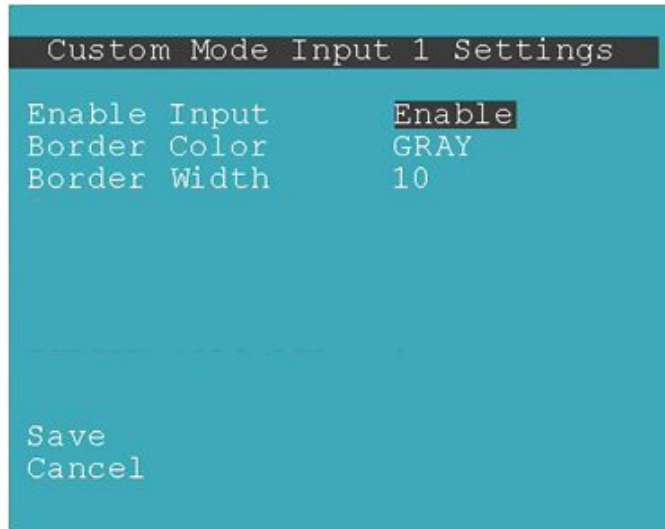 Custom Mode Input 1 Settings
Enable Input Enable
Border Color GRAY
Border Width 10
Save
Cancel